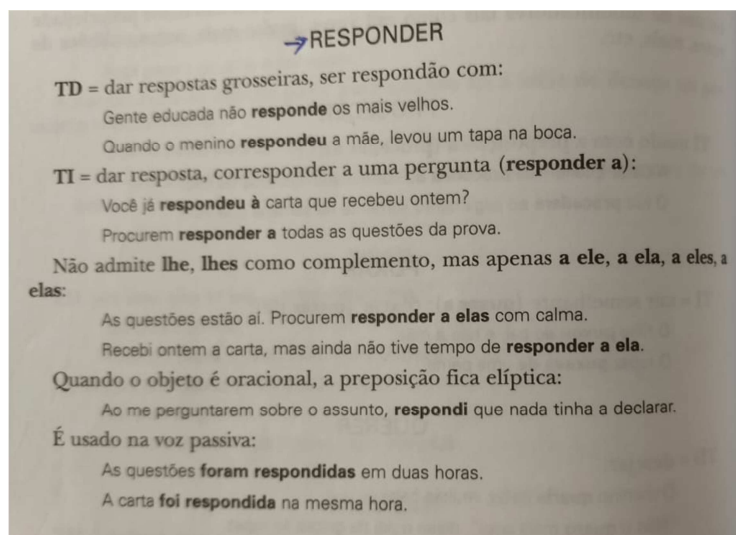 →RESPONDER
TD = dar respostas grosseiras, ser respondão com:
Gente educada não responde os mais velhos.
Quando o menino respondeu a mãe, levou um tapa na boca.
TI = dar resposta, corresponder a uma pergunta (responder a):
Você já respondeu à carta que recebeu ontem?
Procurem responder a todas as questões da prova.
Não admite lhe, lhes como complemento, mas apenas a ele, a ela, a eles, a
elas:
As questões estão aí. Procurem responder a elas com calma.
Recebi ontem a carta, mas ainda não tive tempo de responder a ela.
Quando o objeto é oracional, a preposição fica elíptica:
Ao me perguntarem sobre o assunto, respondi que nada tinha a declarar.
É usado na voz passiva:
As questões foram respondidas em duas horas.
A carta foi respondida na mesma hora.